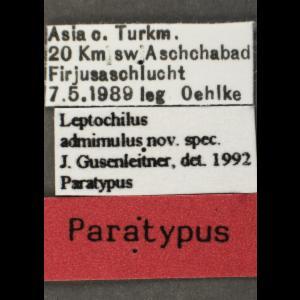 Asia c. Turkm.
20 Km sw Aschchabad
Firjusaschlucht
7.5.1989 leg Oehlke
Leptochilus
admimulus nov. spec.
J. Gusenleitner, det. 1992
Paratypus
Paratypus